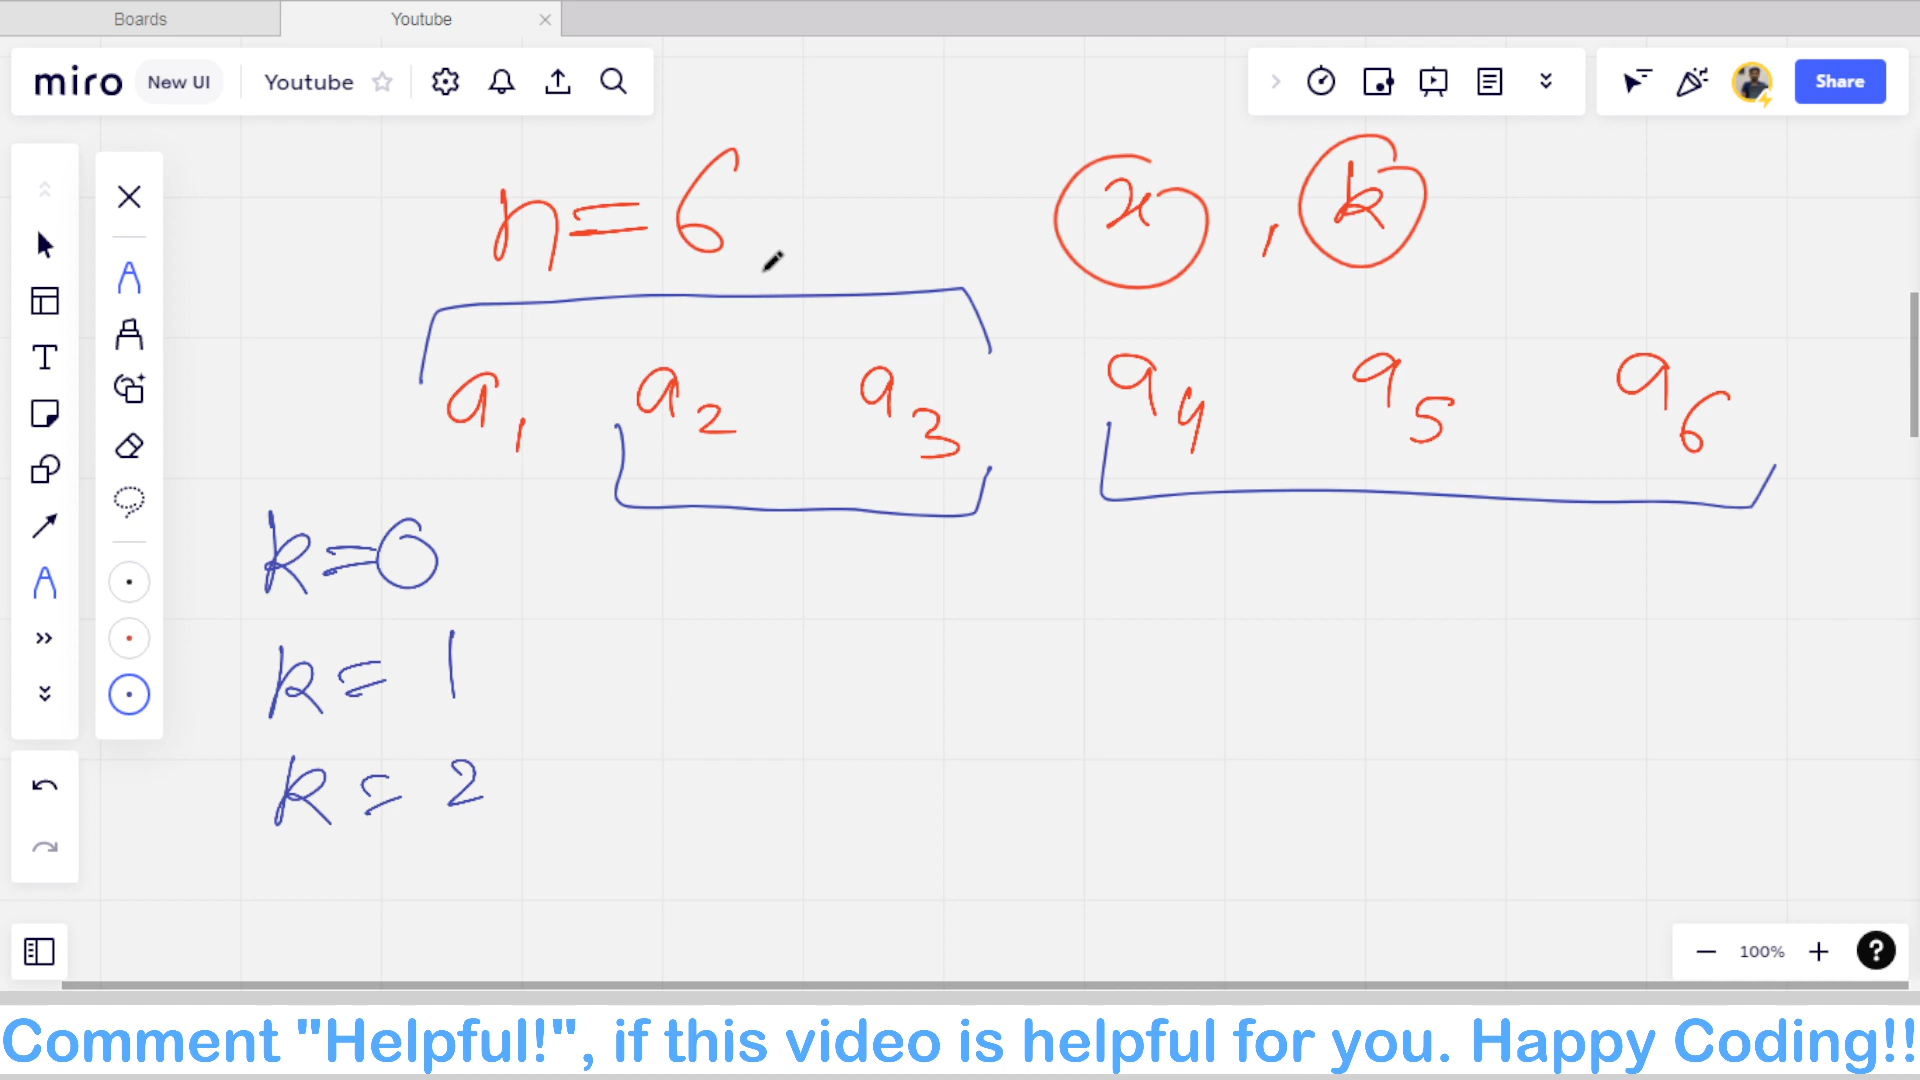 Boards
Youtube
miro New UI Youtube
Share
n=6
x , k
a1 a2 a3 a4 a5 a6
k=0
k=1
k=2
100%
Comment "Helpful!", if this video is helpful for you. Happy Coding!!